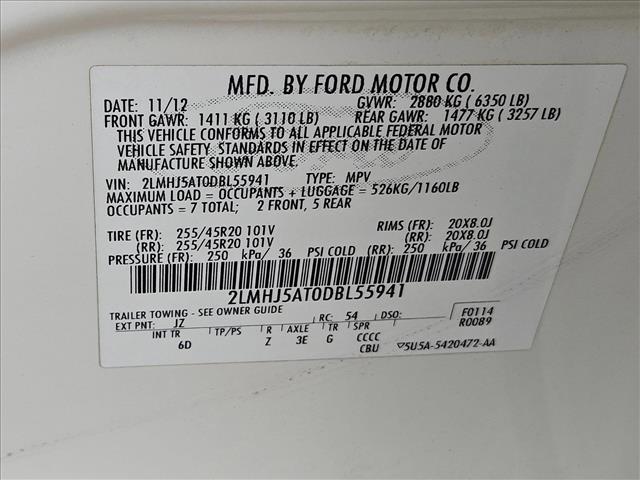 MFD. BY FORD MOTOR CO.
DATE: 11/12 GVWR: 2880 KG ( 6350 LB)
FRONT GAWR: 1411 KG ( 3110 LB) REAR GAWR: 1477 KG ( 3257 LB)
THIS VEHICLE CONFORMS TO ALL APPLICABLE FEDERAL MOTOR
VEHICLE SAFETY STANDARDS IN EFFECT ON THE DATE OF
MANUFACTURE SHOWN ABOVE.
VIN: 2LMHJ5AT0DBL55941 TYPE: MPV
MAXIMUM LOAD = OCCUPANTS + LUGGAGE = 526KG/1160LB
OCCUPANTS = 7 TOTAL; 2 FRONT, 5 REAR
TIRE (FR): 255/45R20 101V RIMS (FR): 20X8.0J
(RR): 255/45R20 101V (RR): 20X8.0J
PRESSURE (FR): 250 kPa/ 36 PSI COLD (RR): 250 kPa/ 36 PSI COLD
2LMHJ5AT0DBL55941
TRAILER TOWING - SEE OWNER GUIDE
EXT PNT: JZ RC: 54 DSO: F0114
R0089
INT TR TP/PS R AXLE TR SPR
6D Z 3E G CCCC
CBU ▽5U5A-5420472-AA